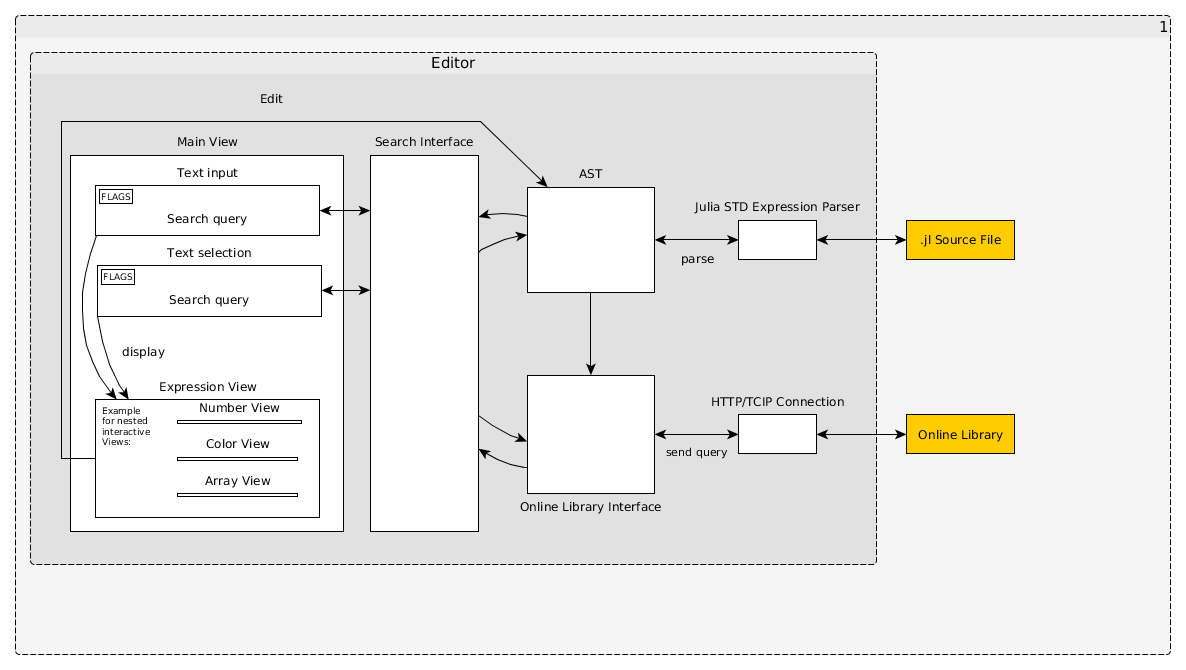 1
Editor
Edit
Main View
Search Interface
Text input
FLAGS
Search query
Text selection
FLAGS
Search query
display
Expression View
Example
for nested
interactive
Views:
Number View
Color View
Array View
AST
Julia STD Expression Parser
parse
.jl Source File
HTTP/TCIP Connection
send query
Online Library
Online Library Interface